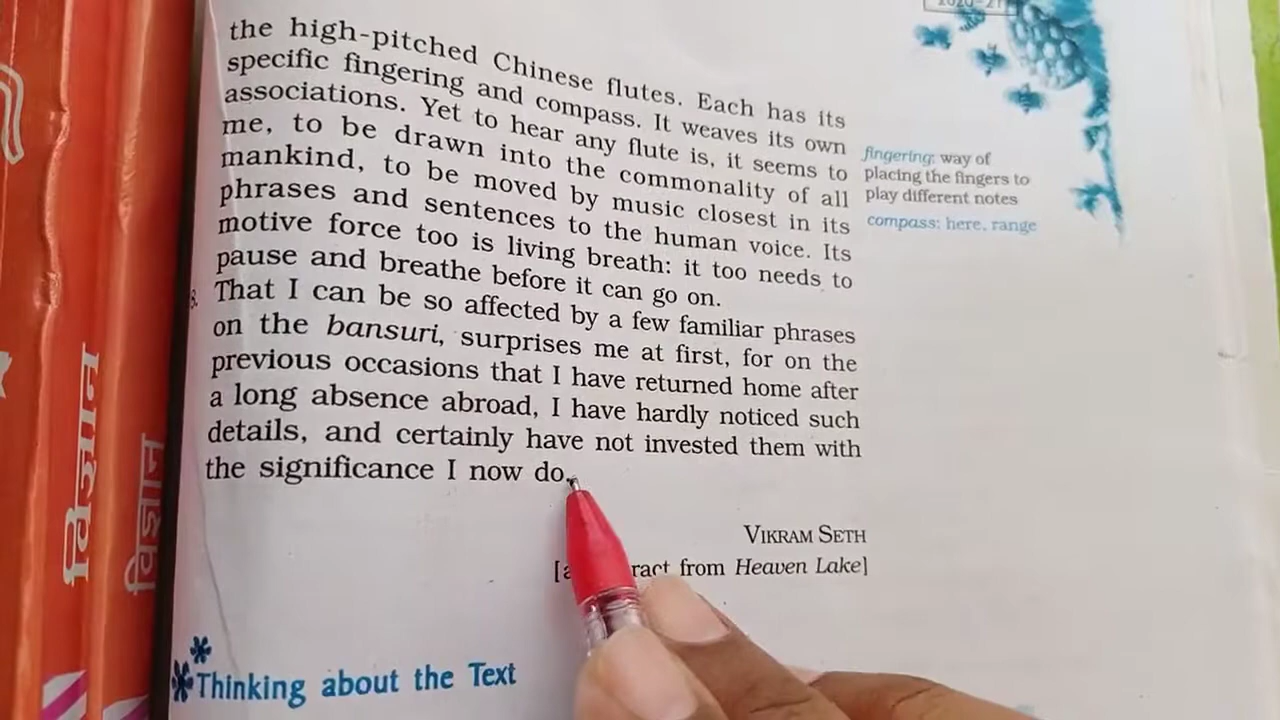 2020-21
the high-pitched Chinese flutes. Each has its
specific fingering and compass. It weaves its own
associations. Yet to hear any flute is, it seems to
me, to be drawn into the commonality of all
mankind, to be moved by music closest in its
phrases and sentences to the human voice. Its
motive force too is living breath: it too needs to
pause and breathe before it can go on.
8. That I can be so affected by a few familiar phrases
on the bansuri, surprises me at first, for on the
previous occasions that I have returned home after
a long absence abroad, I have hardly noticed such
details, and certainly have not invested them with
the significance I now do.
VIKRAM SETH
from Heaven Lake]
Thinking about the Text
fingering: way of
placing the fingers to
play different notes
compass: here, range
विज्ञान
विज्ञान